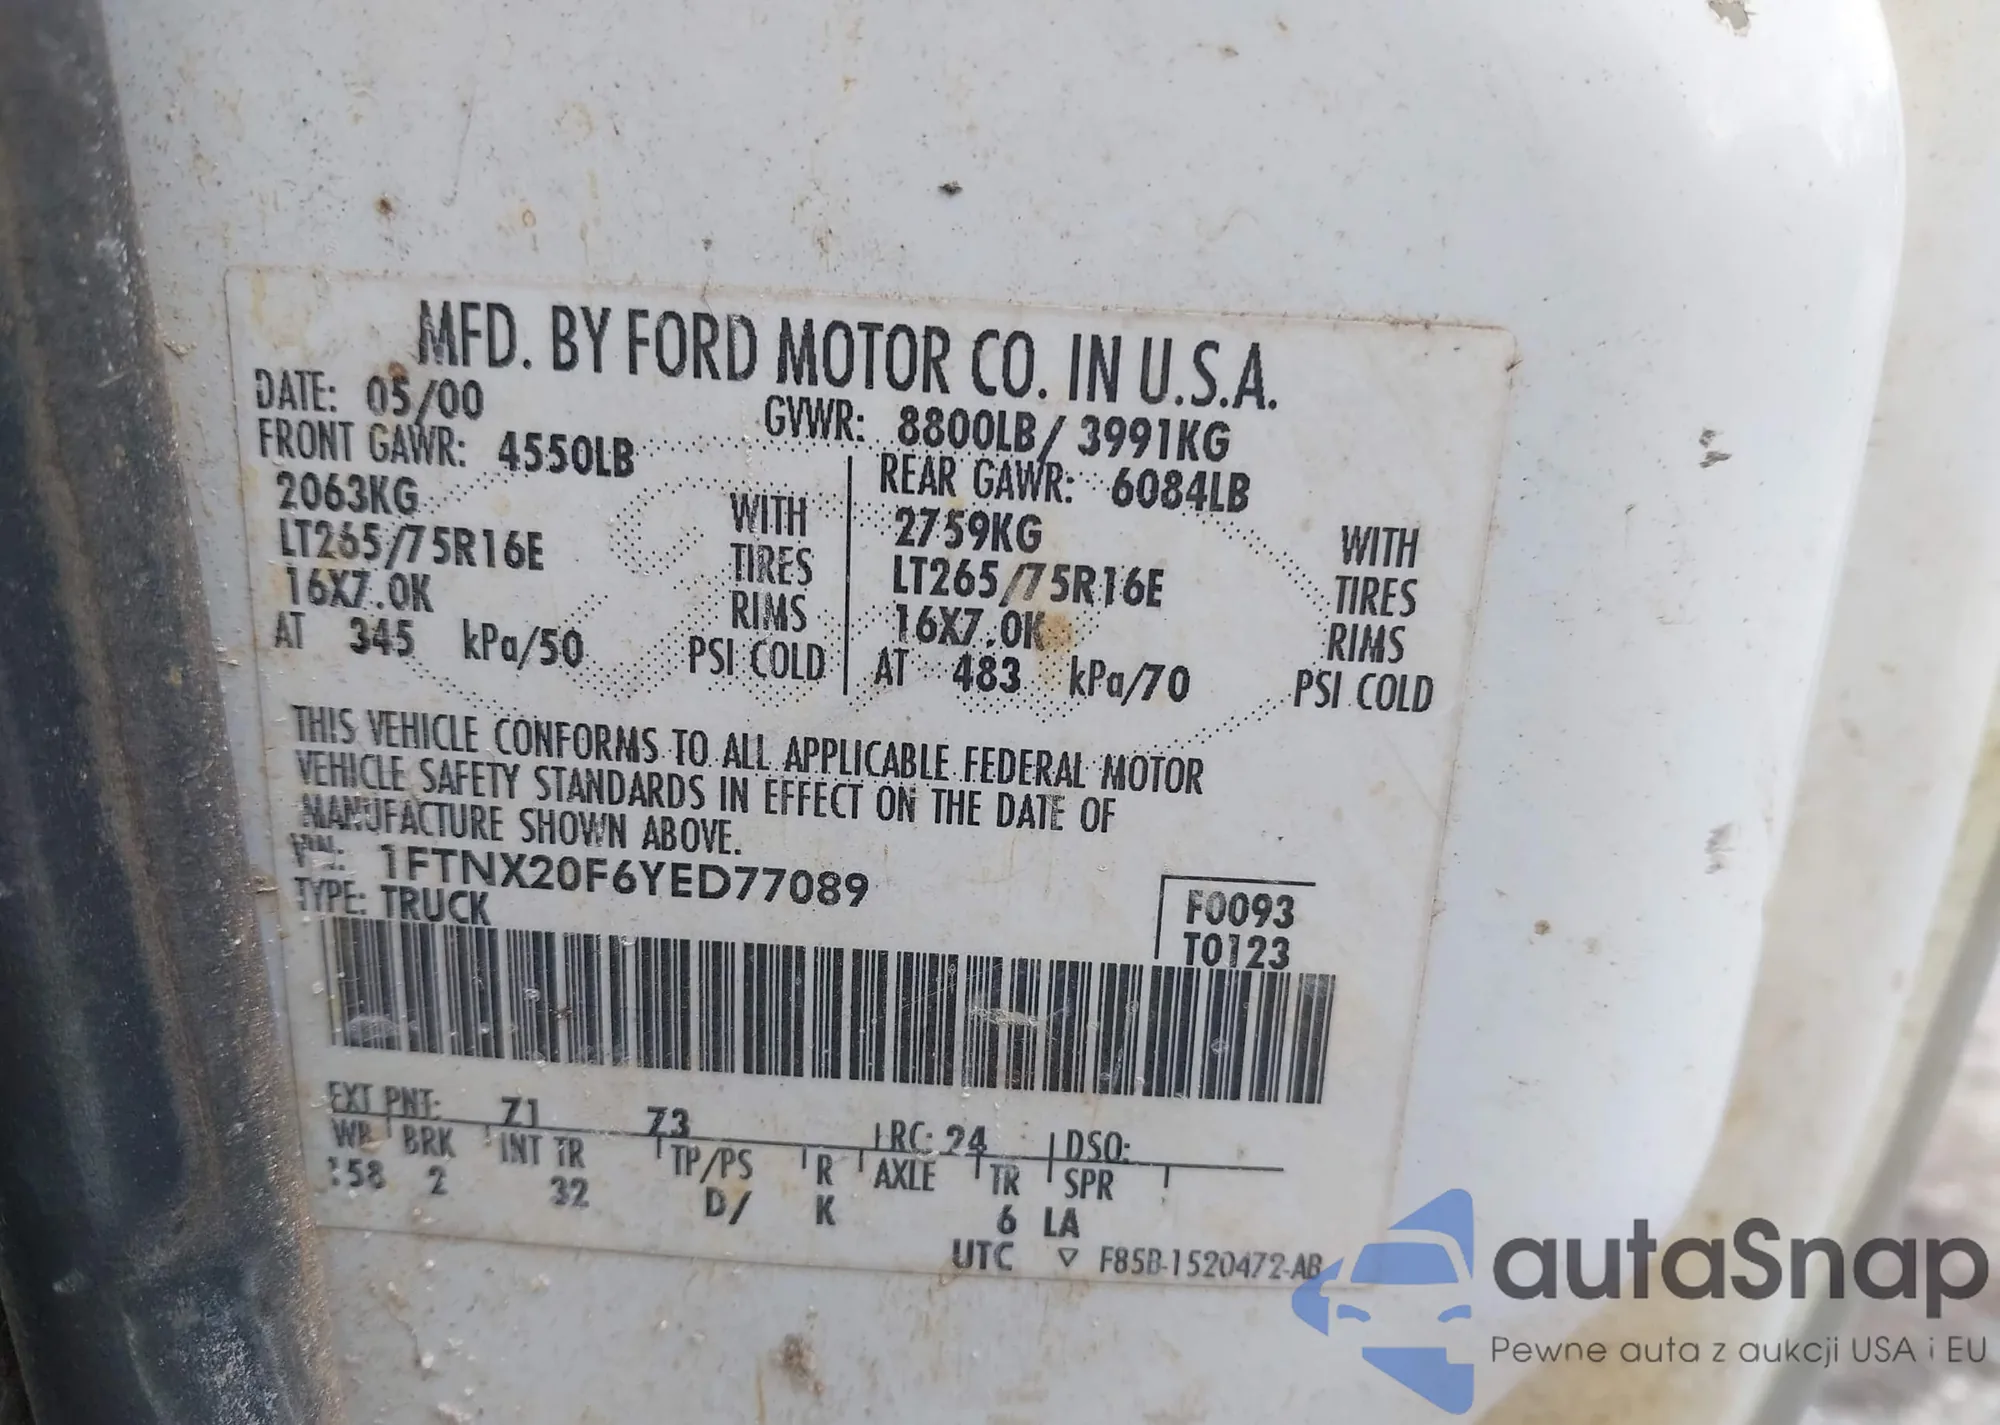 MFD. BY FORD MOTOR CO. IN U.S.A.
DATE: 05/00 GVWR: 8800LB/ 3991KG
FRONT GAWR: 4550LB REAR GAWR: 6084LB
2063KG WITH 2759KG WITH
LT265/75R16E TIRES LT265/75R16E TIRES
16X7.0K RIMS 16X7.0K RIMS
AT 345 kPa/50 PSI COLD AT 483 kPa/70 PSI COLD
THIS VEHICLE CONFORMS TO ALL APPLICABLE FEDERAL MOTOR
VEHICLE SAFETY STANDARDS IN EFFECT ON THE DATE OF
MANUFACTURE SHOWN ABOVE.
VIN: 1FTNX20F6YED77089
TYPE: TRUCK
F0093
T0123
EXT PNT: Z1 Z3 RC: 24 DSO:
WB BRK INT TR TP/PS R AXLE TR SPR
158 2 32 D/ K 6 LA
UTC ▽ F85B-1520472-AB
autaSnap
Pewne auta z aukcji USA i EU